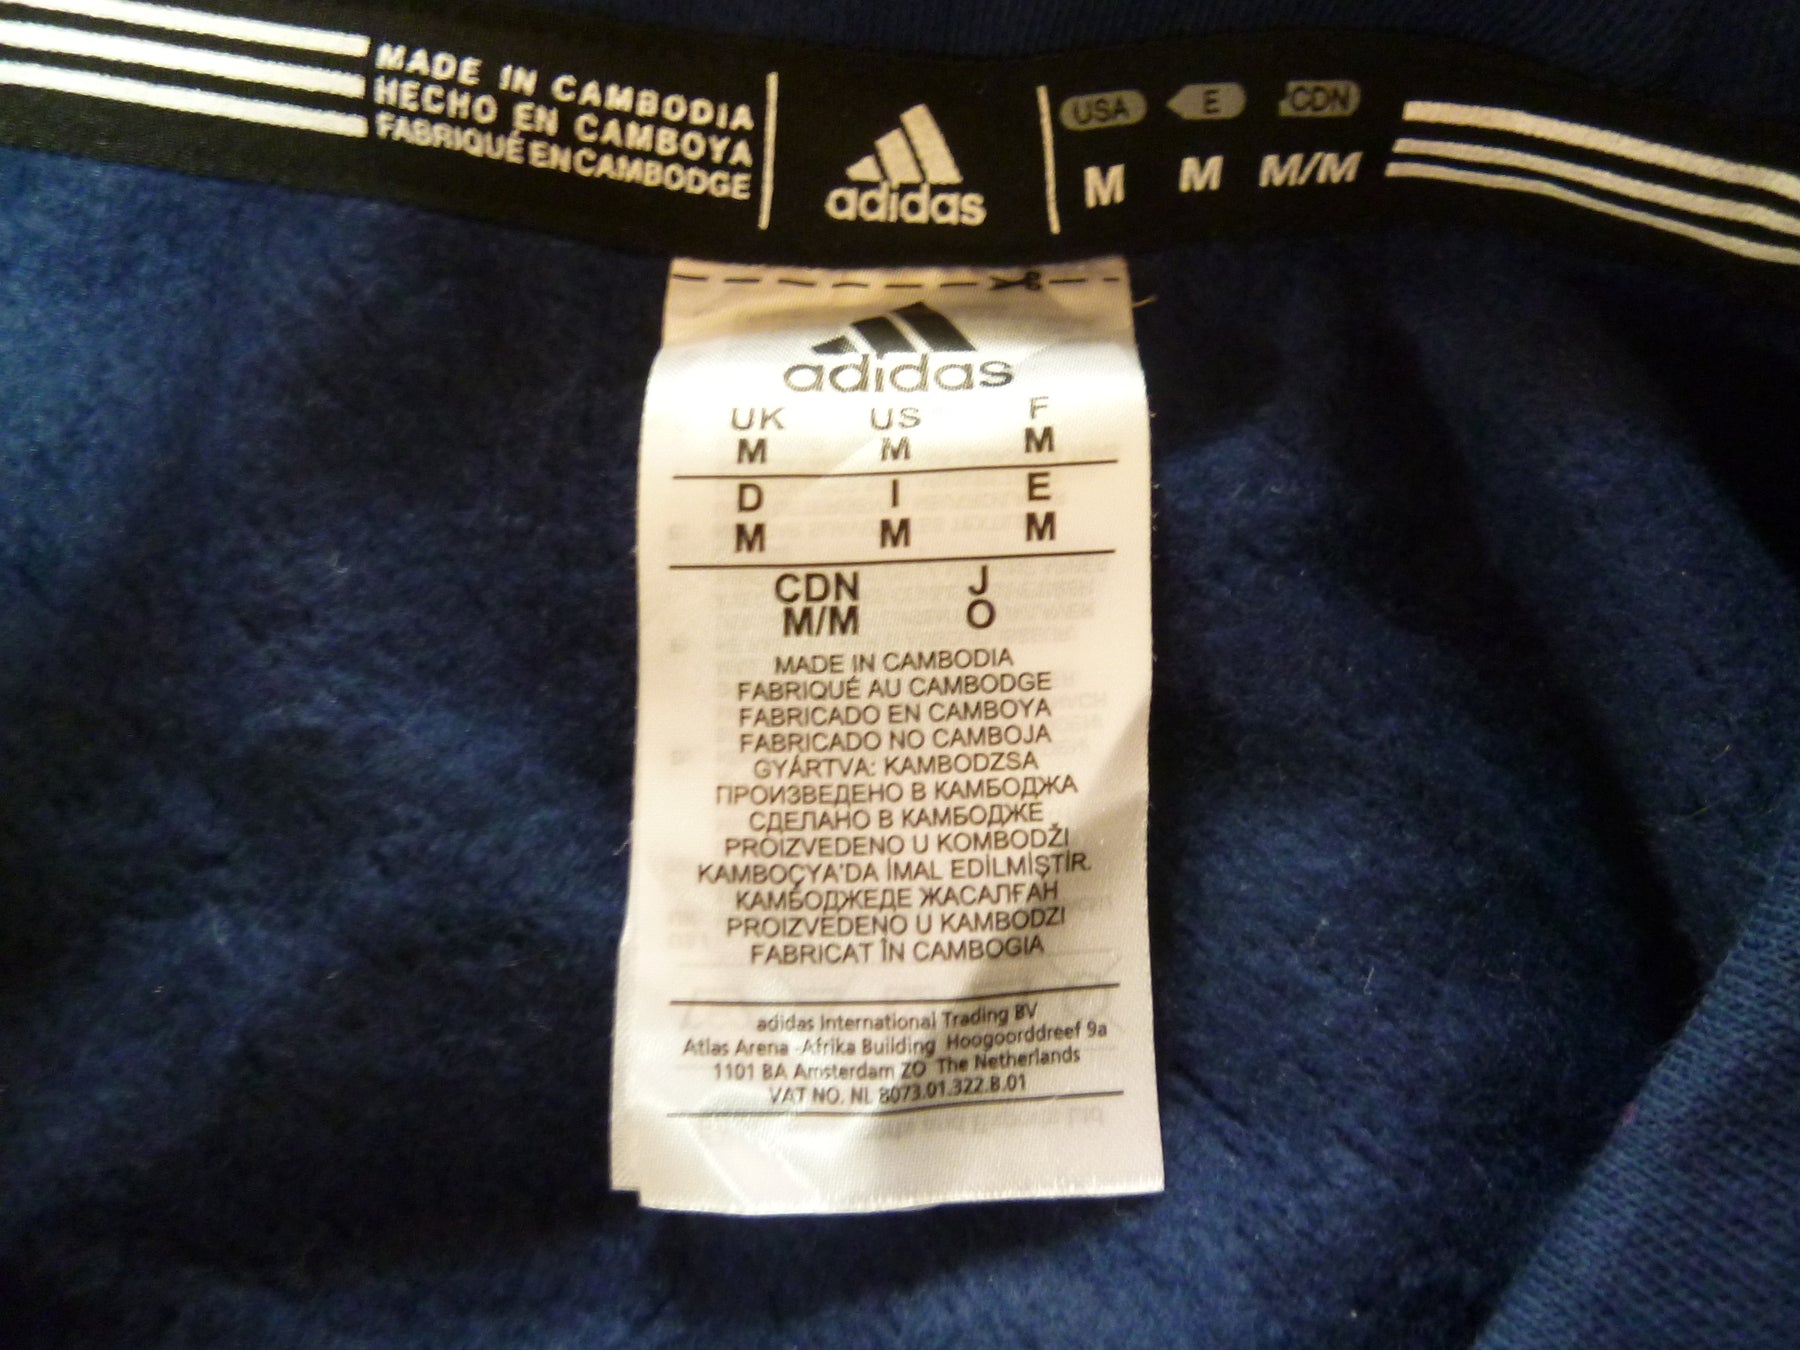 MADE IN CAMBODIA
HECHO EN CAMBOYA
FABRIQUÉ EN CAMBODGE
adidas
USA E CDN
M M M/M
adidas
UK US F
M M M
D I E
M M M
CDN J
M/M O
MADE IN CAMBODIA
FABRIQUÉ AU CAMBODGE
FABRICADO EN CAMBOYA
FABRICADO NO CAMBOJA
GYÁRTVA: KAMBODZSA
ПРОИЗВЕДЕНО В КАМБОДЖА
СДЕЛАНО В КАМБОДЖЕ
PROIZVEDENO U KOMBODŽI
KAMBOÇYA'DA İMAL EDİLMİŞTİR.
КАМБОДЖЕДЕ ЖАСАЛҒАН
PROIZVEDENO U KAMBODZI
FABRICAT ÎN CAMBOGIA
adidas International Trading BV
Atlas Arena -Afrika Building Hoogoorddreef 9a
1101 BA Amsterdam ZO The Netherlands
VAT NO. NL 8073.01.322.B.01